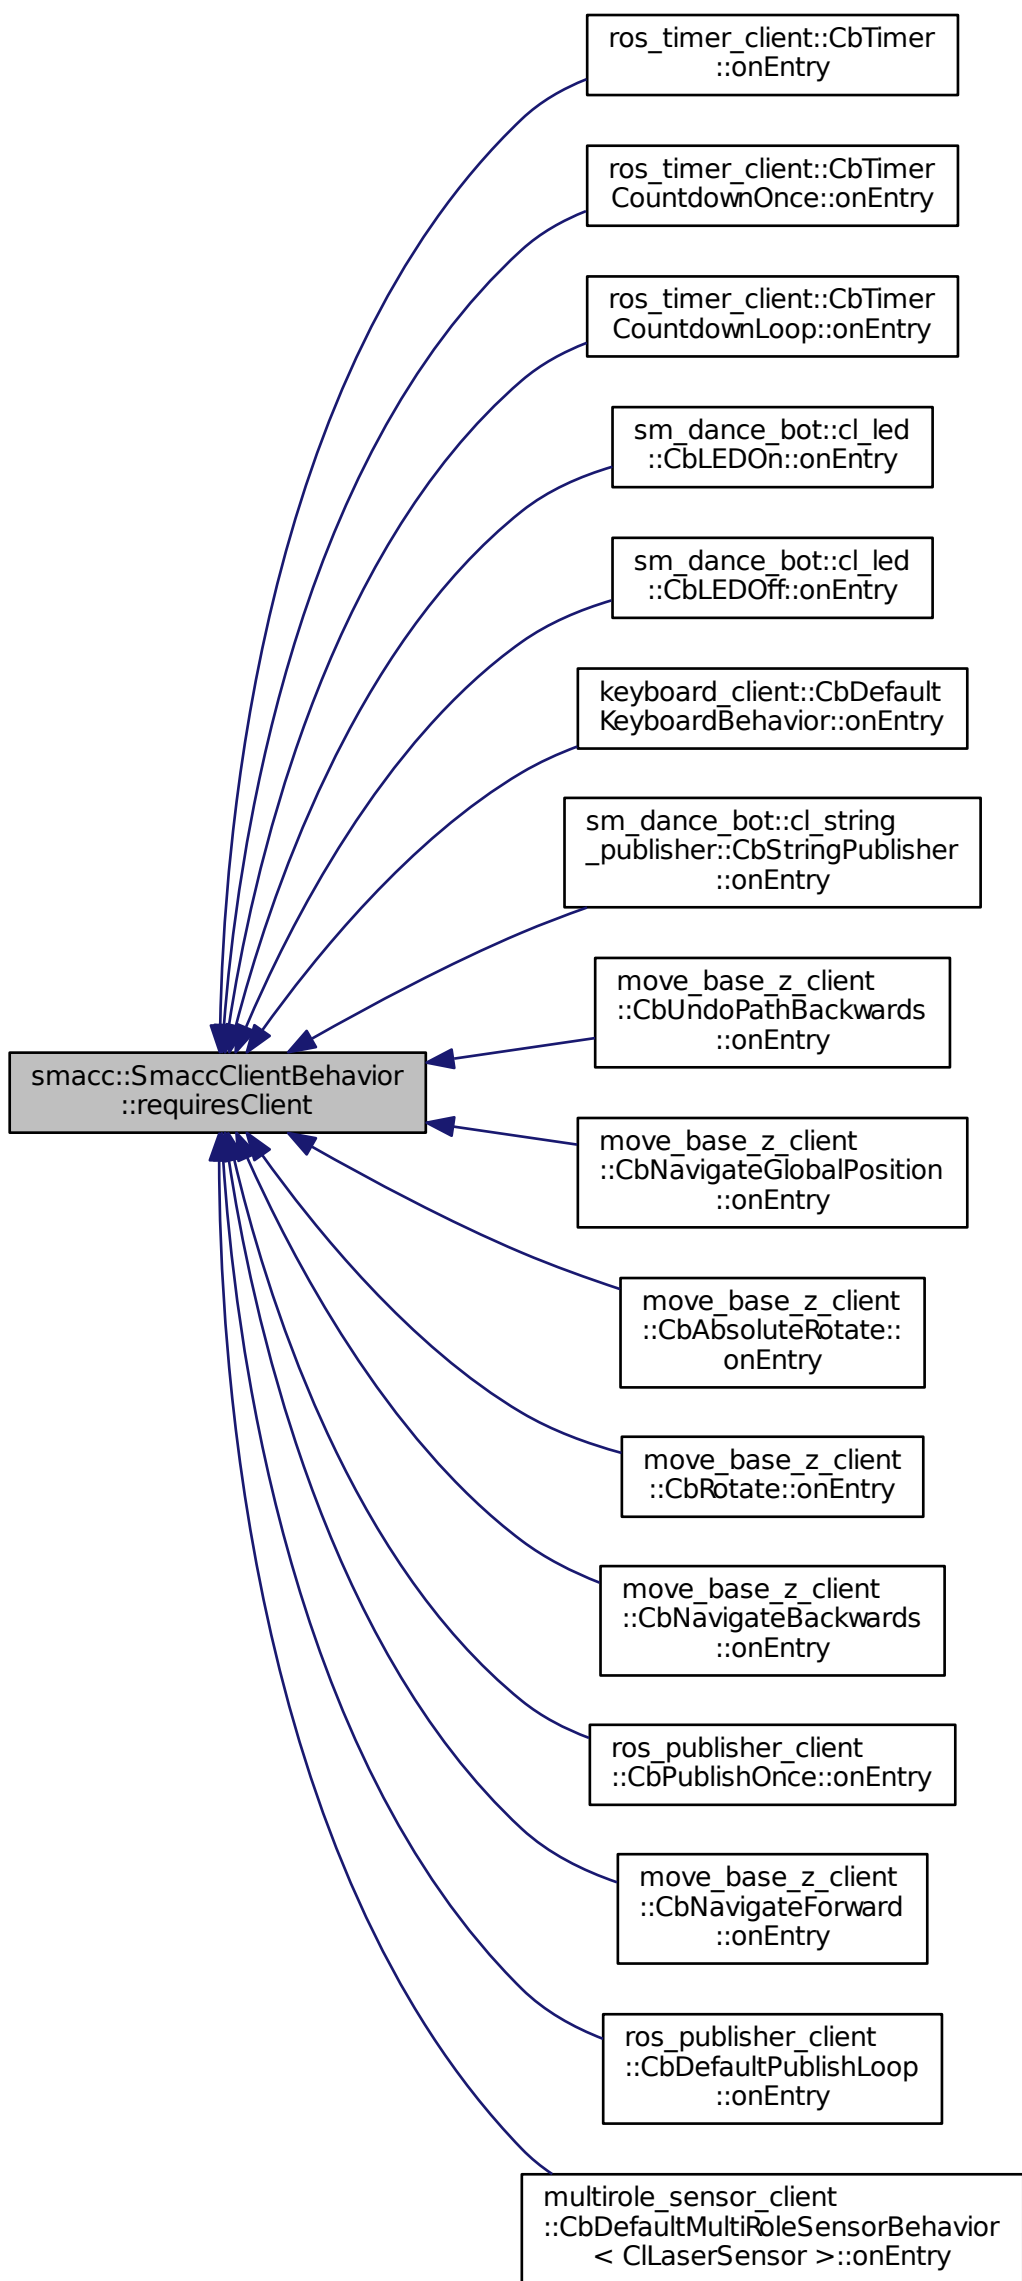 ros_timer_client::CbTimer
::onEntry
ros_timer_client::CbTimer
CountdownOnce::onEntry
ros_timer_client::CbTimer
CountdownLoop::onEntry
sm_dance_bot::cl_led
::CbLEDOn::onEntry
sm_dance_bot::cl_led
::CbLEDOff::onEntry
keyboard_client::CbDefault
KeyboardBehavior::onEntry
sm_dance_bot::cl_string
_publisher::CbStringPublisher
::onEntry
move_base_z_client
::CbUndoPathBackwards
::onEntry
smacc::SmaccClientBehavior
::requiresClient
move_base_z_client
::CbNavigateGlobalPosition
::onEntry
move_base_z_client
::CbAbsoluteRotate::
onEntry
move_base_z_client
::CbRotate::onEntry
move_base_z_client
::CbNavigateBackwards
::onEntry
ros_publisher_client
::CbPublishOnce::onEntry
move_base_z_client
::CbNavigateForward
::onEntry
ros_publisher_client
::CbDefaultPublishLoop
::onEntry
multirole_sensor_client
::CbDefaultMultiRoleSensorBehavior
< ClLaserSensor >::onEntry